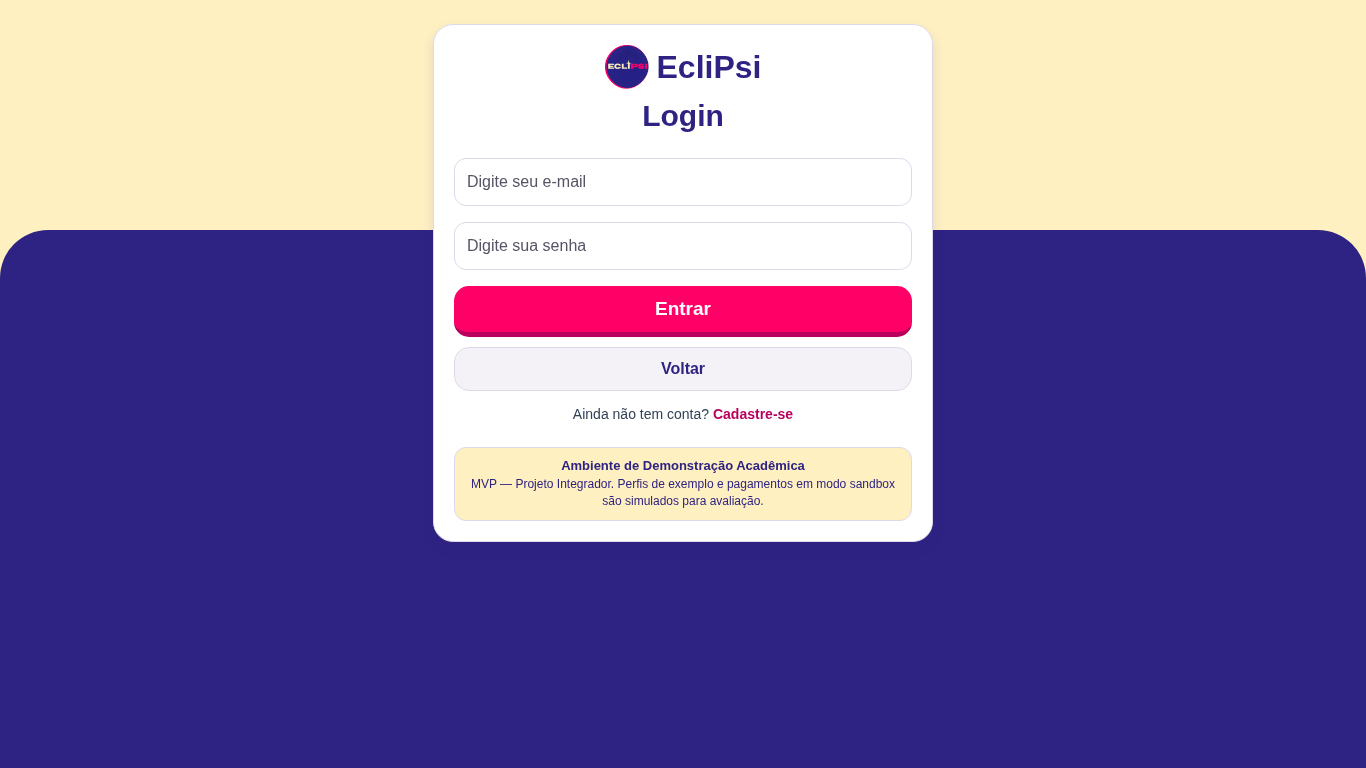 ECLIPSI EcliPsi
Login
Digite seu e-mail
Digite sua senha
Entrar
Voltar
Ainda não tem conta? Cadastre-se
Ambiente de Demonstração Acadêmica
MVP — Projeto Integrador. Perfis de exemplo e pagamentos em modo sandbox
são simulados para avaliação.